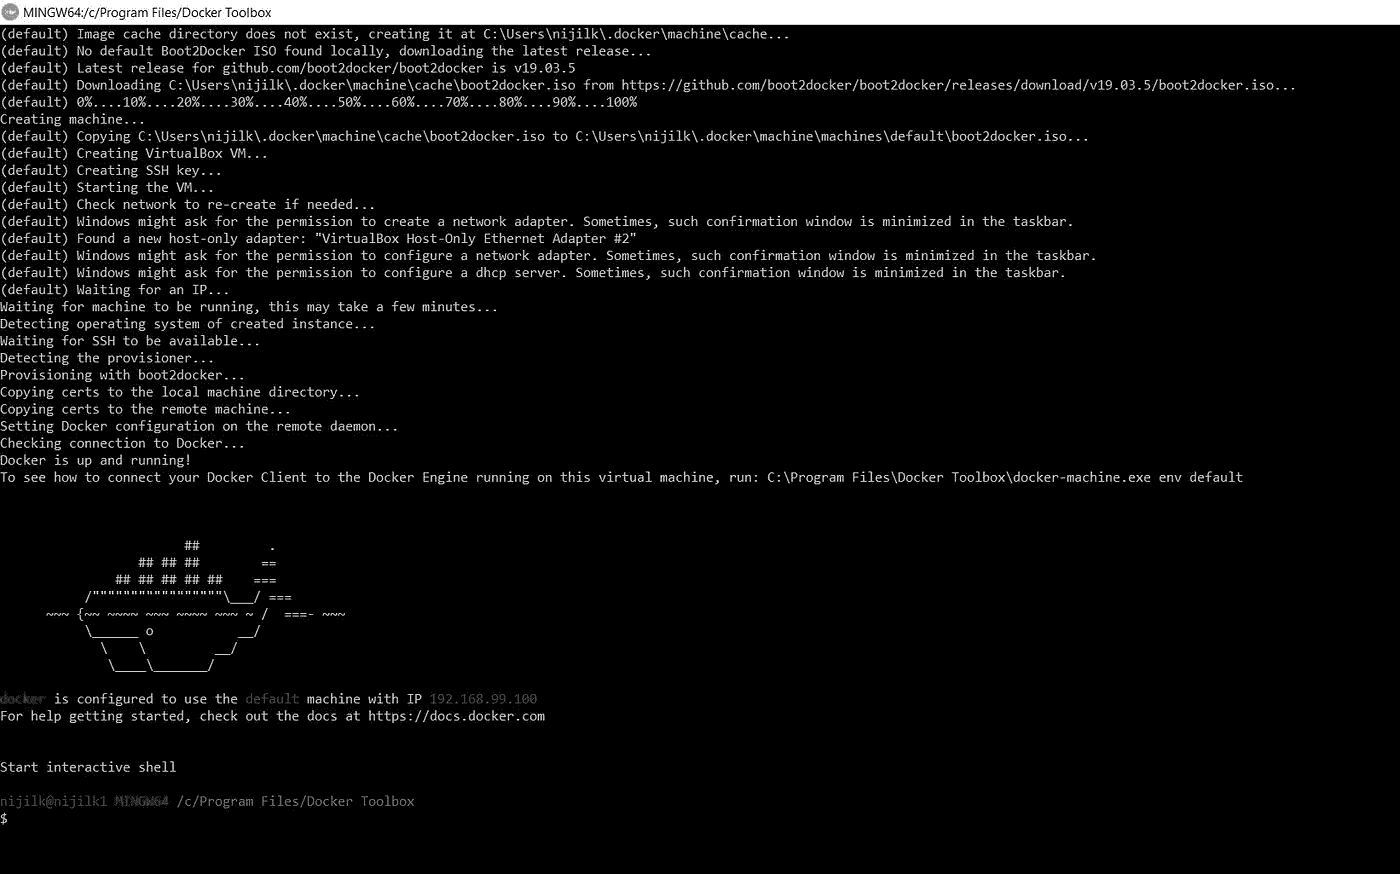 MINGW64:/c/Program Files/Docker Toolbox
(default) Image cache directory does not exist, creating it at C:\Users\nijilk\.docker\machine\cache...
(default) No default Boot2Docker ISO found locally, downloading the latest release...
(default) Latest release for github.com/boot2docker/boot2docker is v19.03.5
(default) Downloading C:\Users\nijilk\.docker\machine\cache\boot2docker.iso from https://github.com/boot2docker/boot2docker/releases/download/v19.03.5/boot2docker.iso...
(default) 0%....10%....20%....30%....40%....50%....60%....70%....80%....90%....100%
Creating machine...
(default) Copying C:\Users\nijilk\.docker\machine\cache\boot2docker.iso to C:\Users\nijilk\.docker\machine\machines\default\boot2docker.iso...
(default) Creating VirtualBox VM...
(default) Creating SSH key...
(default) Starting the VM...
(default) Check network to re-create if needed...
(default) Windows might ask for the permission to create a network adapter. Sometimes, such confirmation window is minimized in the taskbar.
(default) Found a new host-only adapter: "VirtualBox Host-Only Ethernet Adapter #2"
(default) Windows might ask for the permission to configure a network adapter. Sometimes, such confirmation window is minimized in the taskbar.
(default) Windows might ask for the permission to configure a dhcp server. Sometimes, such confirmation window is minimized in the taskbar.
(default) Waiting for an IP...
Waiting for machine to be running, this may take a few minutes...
Detecting operating system of created instance...
Waiting for SSH to be available...
Detecting the provisioner...
Provisioning with boot2docker...
Copying certs to the local machine directory...
Copying certs to the remote machine...
Setting Docker configuration on the remote daemon...
Checking connection to Docker...
Docker is up and running!
To see how to connect your Docker Client to the Docker Engine running on this virtual machine, run: C:\Program Files\Docker Toolbox\docker-machine.exe env default
                        ##         .
                  ## ## ##        ==
               ## ## ## ## ##    ===
           /"""""""""""""""""\___/ ===
      ~~~ {~~ ~~~~ ~~~ ~~~~ ~~~ ~ /  ===- ~~~
           \______ o           __/
             \    \         __/
              \____\_______/
docker is configured to use the default machine with IP 192.168.99.100
For help getting started, check out the docs at https://docs.docker.com
Start interactive shell
nijilk@nijilk1 MINGW64 /c/Program Files/Docker Toolbox
$